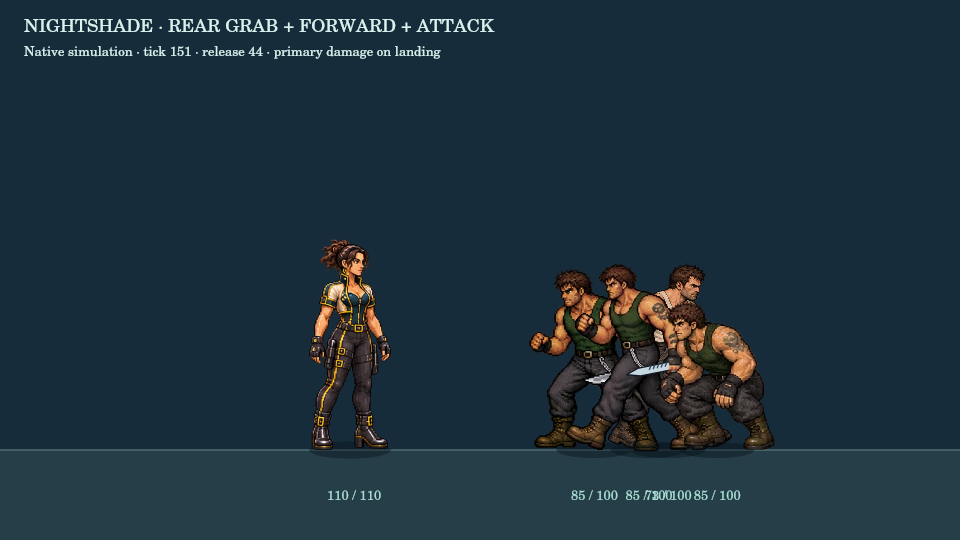 NIGHTSHADE · REAR GRAB + FORWARD + ATTACK
Native simulation · tick 151 · release 44 · primary damage on landing
110 / 110 85 / 100 85 / 100 85 / 100